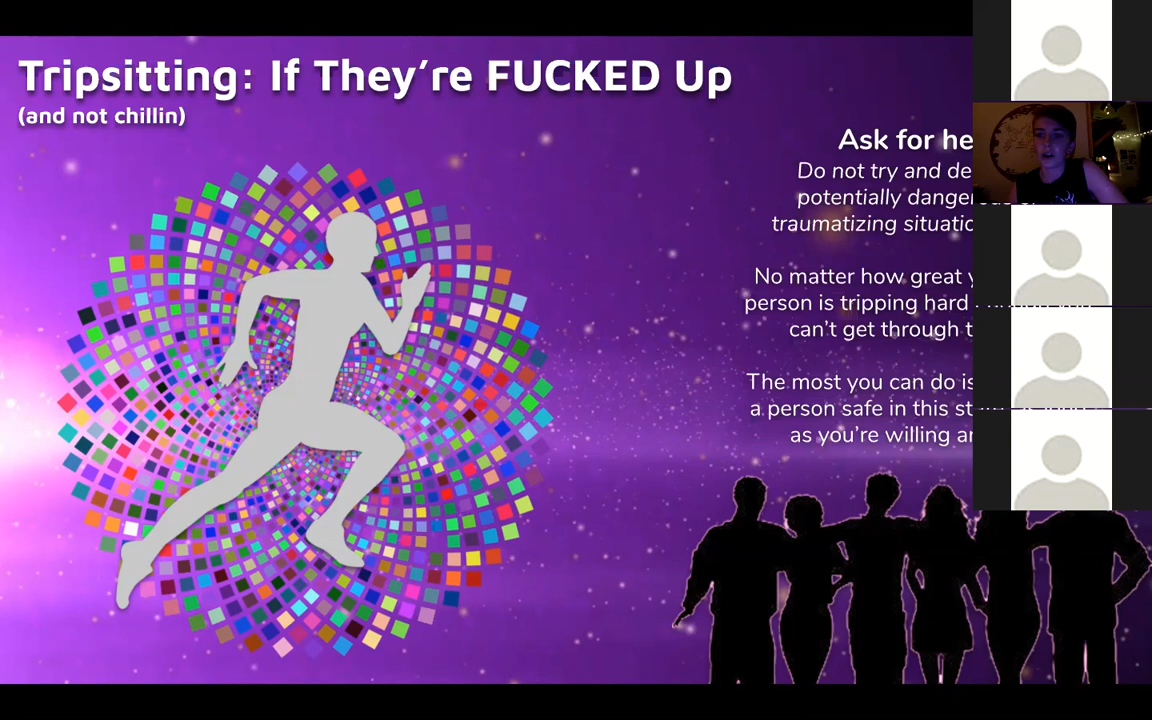 Tripsitting: If They’re FUCKED Up
(and not chillin)
Ask for he
Do not try and de
potentially danger
traumatizing situatio
No matter how great y
person is tripping hard
can’t get through t
The most you can do is
a person safe in this st
as you’re willing a